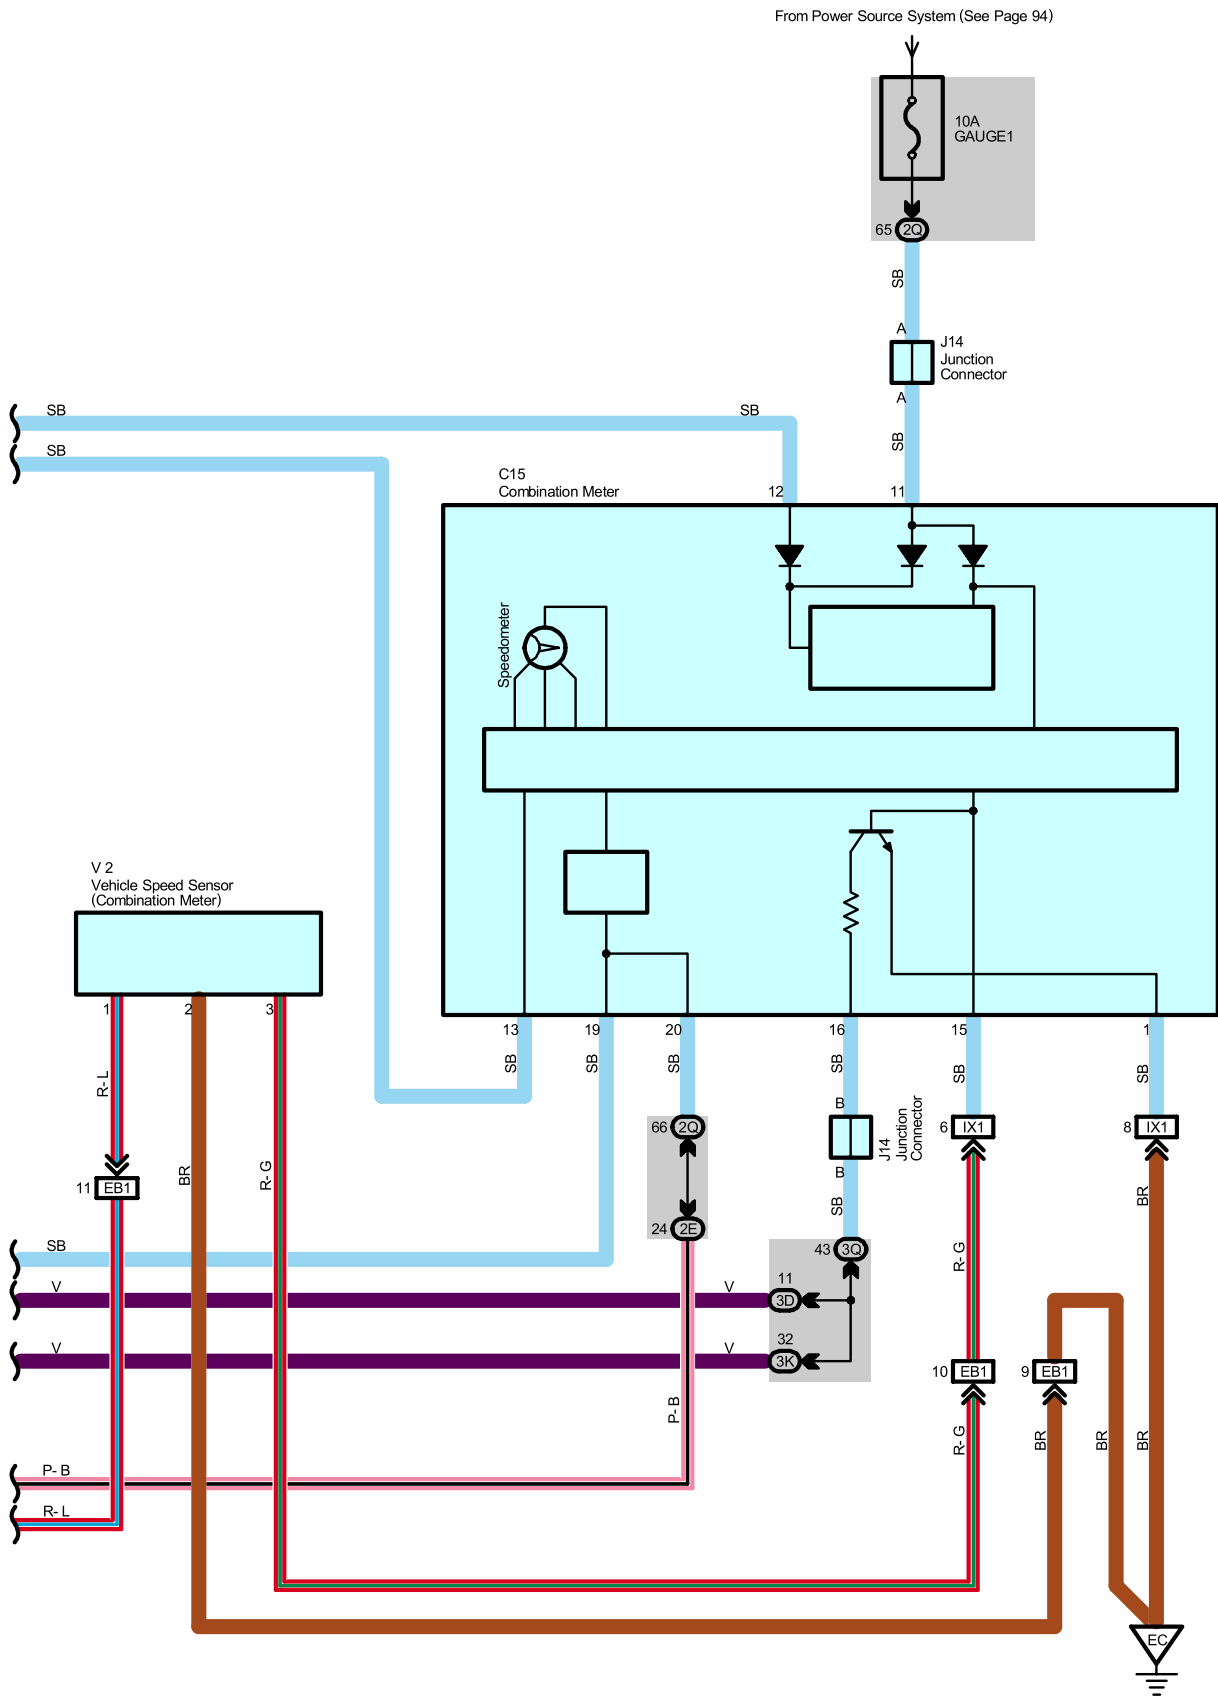 From Power Source System (See Page 94)
10A
GAUGE1
65
2Q
SB
A
J14
Junction
Connector
A
SB
SB
SB
SB
C15
Combination Meter
12
11
Speedometer
V 2
Vehicle Speed Sensor
(Combination Meter)
1
2
3
13
19
20
16
15
1
SB
SB
SB
SB
SB
SB
R- L
B
J14
Junction
Connector
66
2Q
6
IX1
8
IX1
BR
R- G
11
EB1
B
SB
BR
24
2E
43
3Q
R- G
SB
V
V
11
3D
V
V
32
3K
10
EB1
9
EB1
P- B
R- G
BR
BR
BR
P- B
R- L
EC